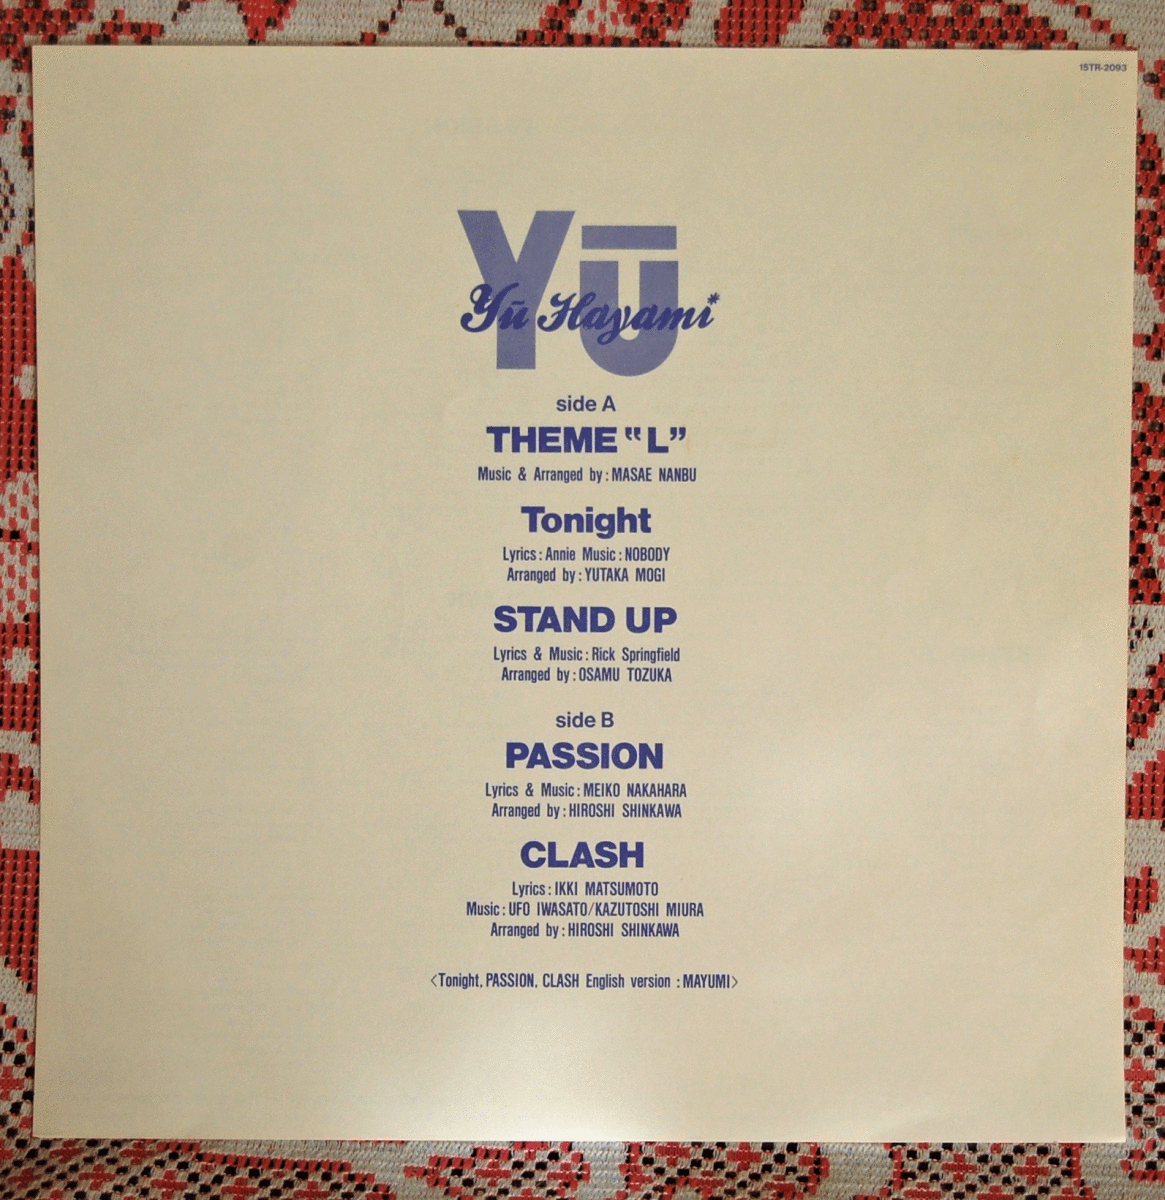 15TR-2093
Yū
Yū Hayami*
side A
THEME “L”
Music & Arranged by : MASAE NANBU
Tonight
Lyrics : Annie Music : NOBODY
Arranged by : YUTAKA MOGI
STAND UP
Lyrics & Music : Rick Springfield
Arranged by : OSAMU TOZUKA
side B
PASSION
Lyrics & Music : MEIKO NAKAHARA
Arranged by : HIROSHI SHINKAWA
CLASH
Lyrics : IKKI MATSUMOTO
Music : UFO IWASATO/KAZUTOSHI MIURA
Arranged by : HIROSHI SHINKAWA
〈Tonight, PASSION, CLASH English version : MAYUMI〉